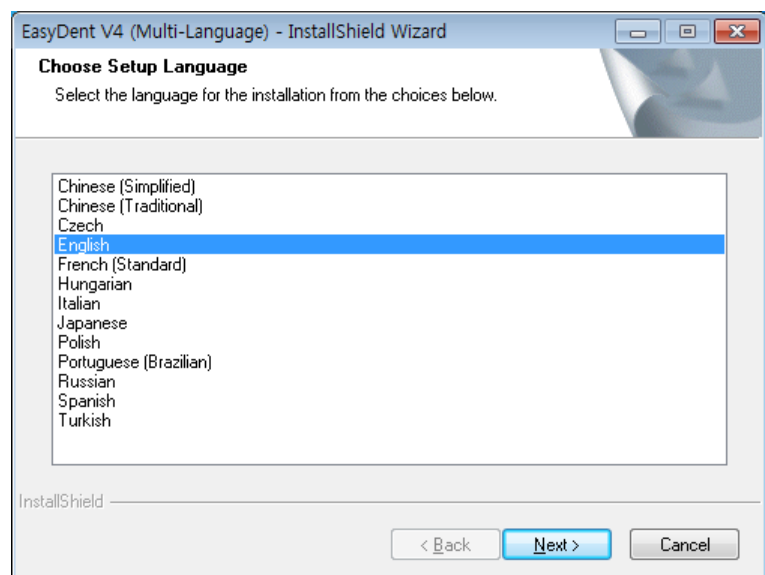 EasyDent V4 (Multi-Language) - InstallShield Wizard
Choose Setup Language
Select the language for the installation from the choices below.
Chinese (Simplified)
Chinese (Traditional)
Czech
English
French (Standard)
Hungarian
Italian
Japanese
Polish
Portuguese (Brazilian)
Russian
Spanish
Turkish
InstallShield
< Back Next > Cancel